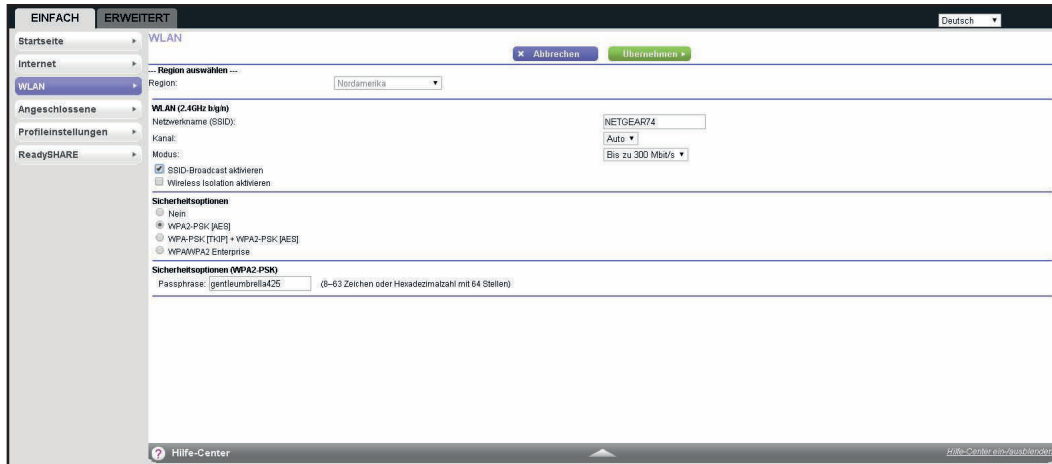 EINFACH ERWEITERT
Deutsch
Startseite
Internet
WLAN
Angeschlossene
Profileinstellungen
ReadySHARE
WLAN
Abbrechen Übernehmen
--- Region auswählen ---
Region: Nordamerika
WLAN (2.4GHz b/g/n)
Netzwerkname (SSID): NETGEAR74
Kanal: Auto
Modus: Bis zu 300 Mbit/s
SSID-Broadcast aktivieren
Wireless Isolation aktivieren
Sicherheitsoptionen
Nein
WPA2-PSK [AES]
WPA-PSK [TKIP] + WPA2-PSK [AES]
WPA/WPA2 Enterprise
Sicherheitsoptionen (WPA2-PSK)
Passphrase: gentleumbrella425 (8–63 Zeichen oder Hexadezimalzahl mit 64 Stellen)
? Hilfe-Center
Hilfe-Center ein-/ausblenden